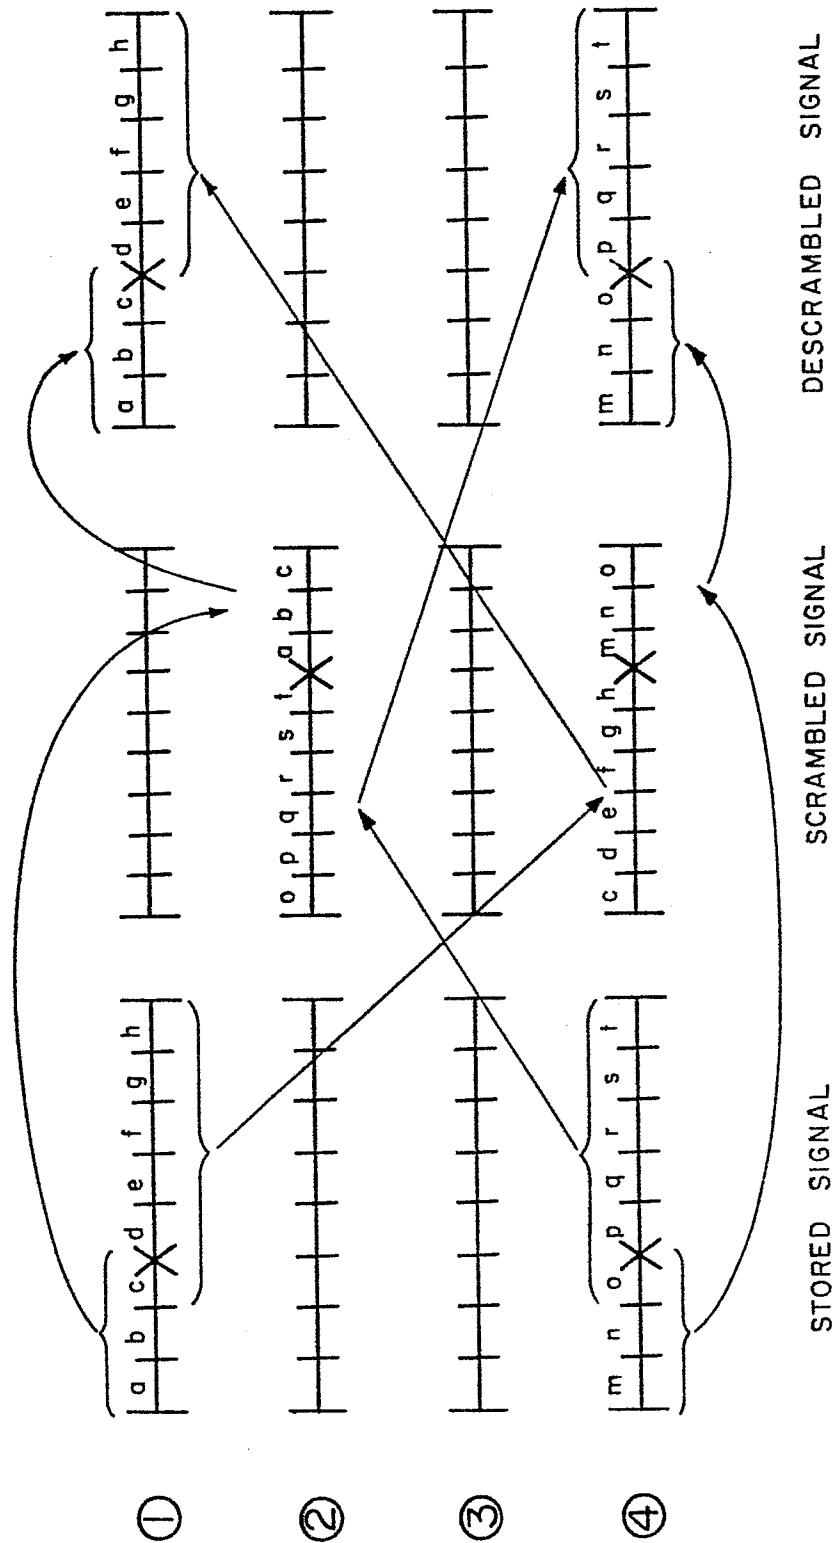 ① a b c d e f g h a b c d e f g h
② o p q r s t a b c
③
④ m n o p q r s t c d e f g h m n o m n o p q r s t
STORED SIGNAL SCRAMBLED SIGNAL DESCRAMBLED SIGNAL